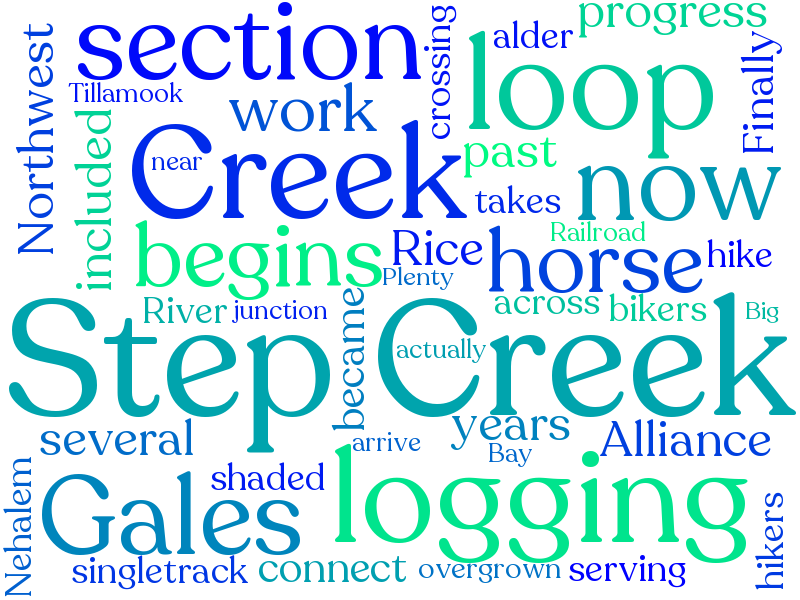 section
progress
alder
crossing
Northwest
Tillamook
loop
Finally
work
included
Creek
near
past
now
takes
begins
Rice
Railroad
horse
hike
Plenty
River
junction
became
across
bikers
Big
Step Creek
actually
several
arrive
years
Bay
Alliance
Nehalem
Gales
shaded
logging
hikers
singletrack
connect
overgrown
serving